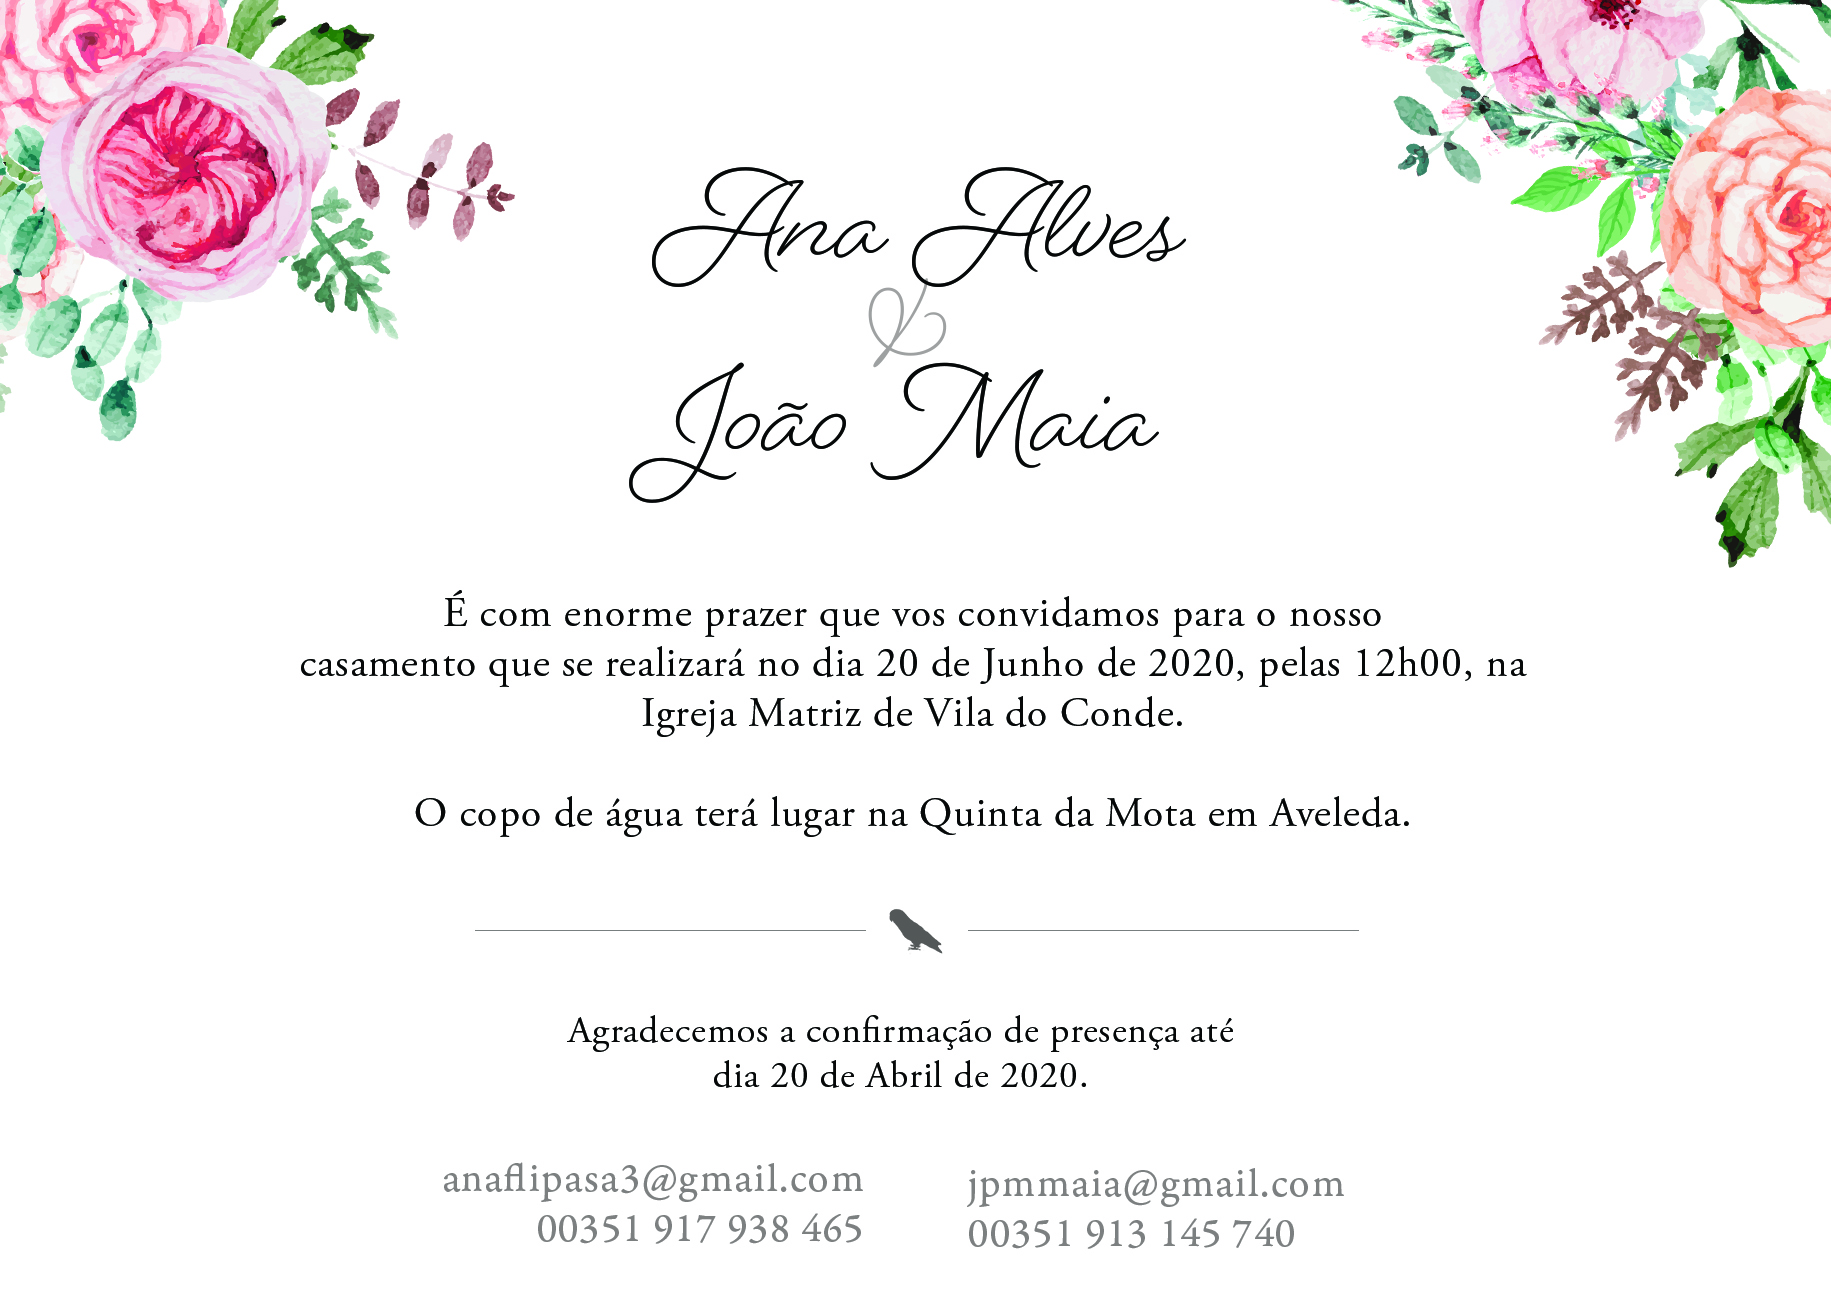 Ana Alves
&
João Maia
É com enorme prazer que vos convidamos para o nosso
casamento que se realizará no dia 20 de Junho de 2020, pelas 12h00, na
Igreja Matriz de Vila do Conde.
O copo de água terá lugar na Quinta da Mota em Aveleda.
Agradecemos a confirmação de presença até
dia 20 de Abril de 2020.
anaflipasa3@gmail.com
00351 917 938 465
jpmmaia@gmail.com
00351 913 145 740